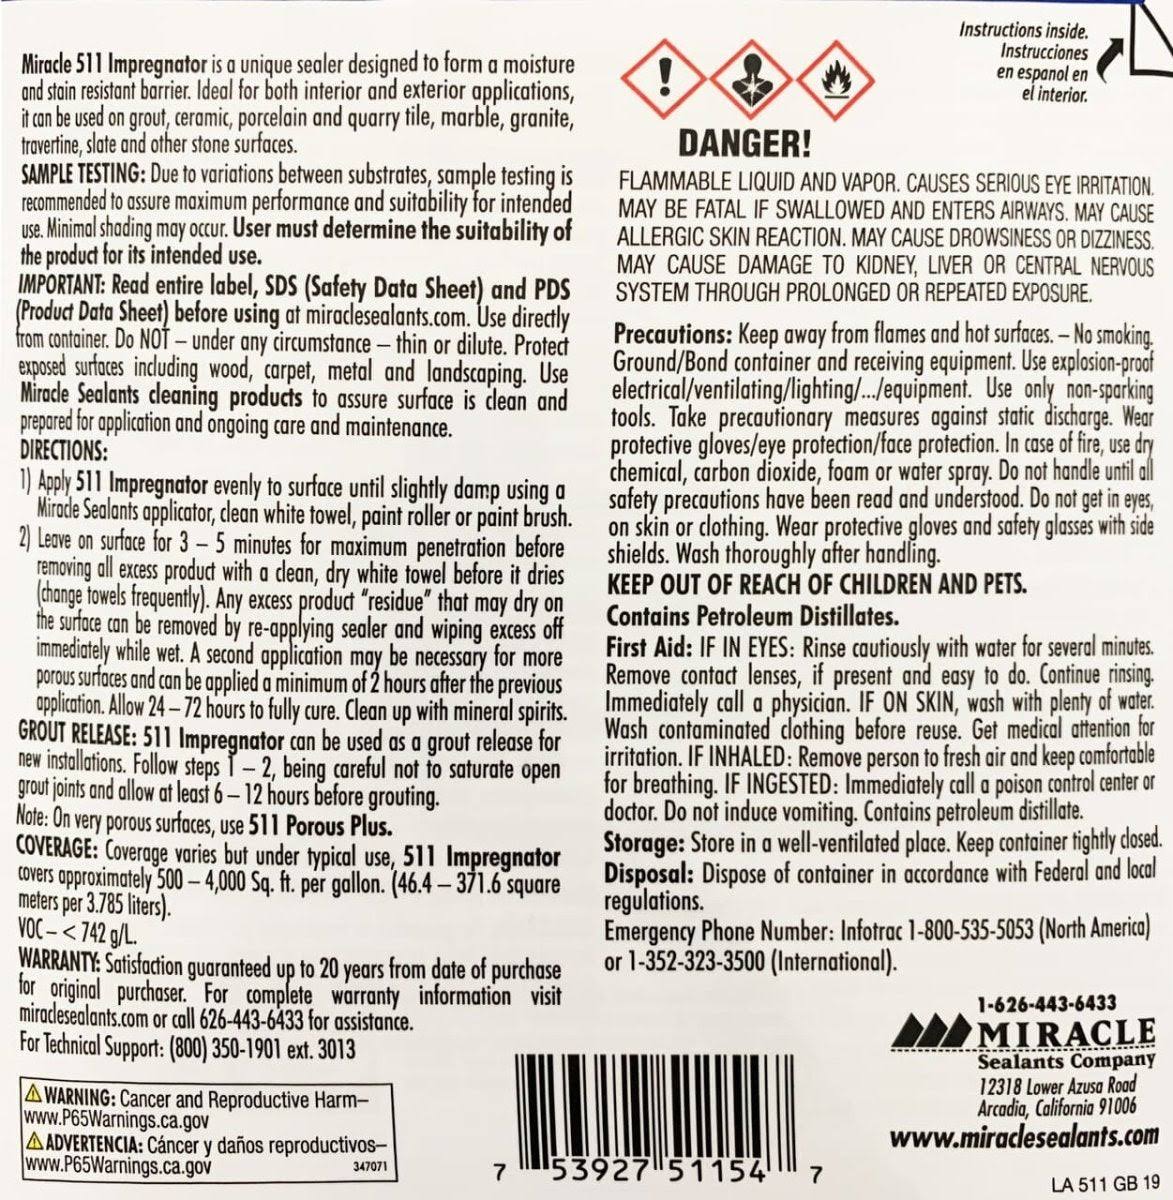 Miracle 511 Impregnator is a unique sealer designed to form a moisture
and stain resistant barrier. Ideal for both interior and exterior applications,
it can be used on grout, ceramic, porcelain and quarry tile, marble, granite,
travertine, slate and other stone surfaces.
SAMPLE TESTING: Due to variations between substrates, sample testing is
recommended to assure maximum performance and suitability for intended
use. Minimal shading may occur. User must determine the suitability of
the product for its intended use.
IMPORTANT: Read entire label, SDS (Safety Data Sheet) and PDS
(Product Data Sheet) before using at miraclesealants.com. Use directly
from container. Do NOT – under any circumstance – thin or dilute. Protect
exposed surfaces including wood, carpet, metal and landscaping. Use
Miracle Sealants cleaning products to assure surface is clean and
prepared for application and ongoing care and maintenance.
DIRECTIONS:
1) Apply 511 Impregnator evenly to surface until slightly damp using a
Miracle Sealants applicator, clean white towel, paint roller or paint brush.
2) Leave on surface for 3 – 5 minutes for maximum penetration before
removing all excess product with a clean, dry white towel before it dries
(change towels frequently). Any excess product "residue" that may dry on
the surface can be removed by re-applying sealer and wiping excess off
immediately while wet. A second application may be necessary for more
porous surfaces and can be applied a minimum of 2 hours after the previous
application. Allow 24 – 72 hours to fully cure. Clean up with mineral spirits.
GROUT RELEASE: 511 Impregnator can be used as a grout release for
new installations. Follow steps 1 – 2, being careful not to saturate open
grout joints and allow at least 6 – 12 hours before grouting.
Note: On very porous surfaces, use 511 Porous Plus.
COVERAGE: Coverage varies but under typical use, 511 Impregnator
covers approximately 500 – 4,000 Sq. ft. per gallon. (46.4 – 371.6 square
meters per 3.785 liters).
VOC – < 742 g/L.
WARRANTY: Satisfaction guaranteed up to 20 years from date of purchase
for original purchaser. For complete warranty information visit
miraclesealants.com or call 626-443-6433 for assistance.
For Technical Support: (800) 350-1901 ext. 3013
WARNING: Cancer and Reproductive Harm–
www.P65Warnings.ca.gov
ADVERTENCIA: Cáncer y daños reproductivos–
www.P65Warnings.ca.gov
347071
Instructions inside.
Instrucciones
en espanol en
el interior.
DANGER!
FLAMMABLE LIQUID AND VAPOR. CAUSES SERIOUS EYE IRRITATION.
MAY BE FATAL IF SWALLOWED AND ENTERS AIRWAYS. MAY CAUSE
ALLERGIC SKIN REACTION. MAY CAUSE DROWSINESS OR DIZZINESS.
MAY CAUSE DAMAGE TO KIDNEY, LIVER OR CENTRAL NERVOUS
SYSTEM THROUGH PROLONGED OR REPEATED EXPOSURE.
Precautions: Keep away from flames and hot surfaces. – No smoking.
Ground/Bond container and receiving equipment. Use explosion-proof
electrical/ventilating/lighting/.../equipment. Use only non-sparking
tools. Take precautionary measures against static discharge. Wear
protective gloves/eye protection/face protection. In case of fire, use dry
chemical, carbon dioxide, foam or water spray. Do not handle until all
safety precautions have been read and understood. Do not get in eyes,
on skin or clothing. Wear protective gloves and safety glasses with side
shields. Wash thoroughly after handling.
KEEP OUT OF REACH OF CHILDREN AND PETS.
Contains Petroleum Distillates.
First Aid: IF IN EYES: Rinse cautiously with water for several minutes.
Remove contact lenses, if present and easy to do. Continue rinsing.
Immediately call a physician. IF ON SKIN, wash with plenty of water.
Wash contaminated clothing before reuse. Get medical attention for
irritation. IF INHALED: Remove person to fresh air and keep comfortable
for breathing. IF INGESTED: Immediately call a poison control center or
doctor. Do not induce vomiting. Contains petroleum distillate.
Storage: Store in a well-ventilated place. Keep container tightly closed.
Disposal: Dispose of container in accordance with Federal and local
regulations.
Emergency Phone Number: Infotrac 1-800-535-5053 (North America)
or 1-352-323-3500 (International).
1-626-443-6433
MIRACLE
Sealants Company
12318 Lower Azusa Road
Arcadia, California 91006
www.miraclesealants.com
7 53927 51154 7
LA 511 GB 19